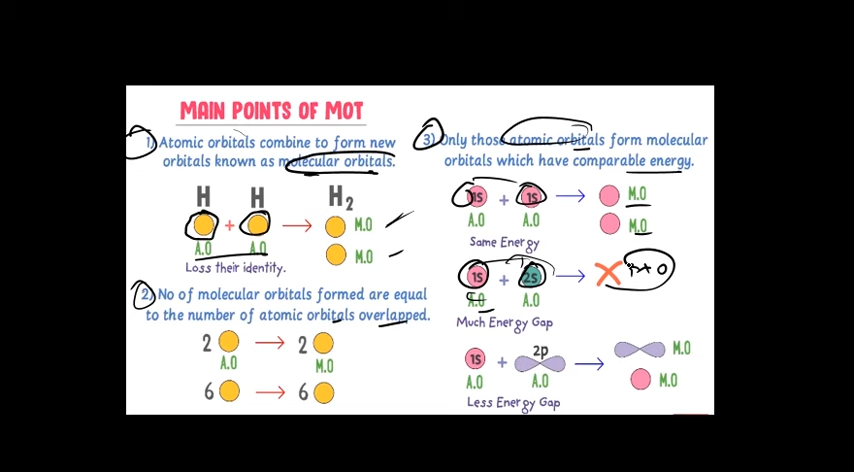 MAIN POINTS OF MOT
1) Atomic orbitals combine to form new
orbitals known as molecular orbitals.
H H H2
+ M.O
A.O A.O M.O
Loss their identity.
2) No of molecular orbitals formed are equal
to the number of atomic orbitals overlapped.
2 2
A.O M.O
6 6
3) Only those atomic orbitals form molecular
orbitals which have comparable energy.
1s + 1s M.O
A.O A.O M.O
Same Energy
1s + 2s
A.O A.O
Much Energy Gap
2p
1s + M.O
A.O A.O M.O
Less Energy Gap